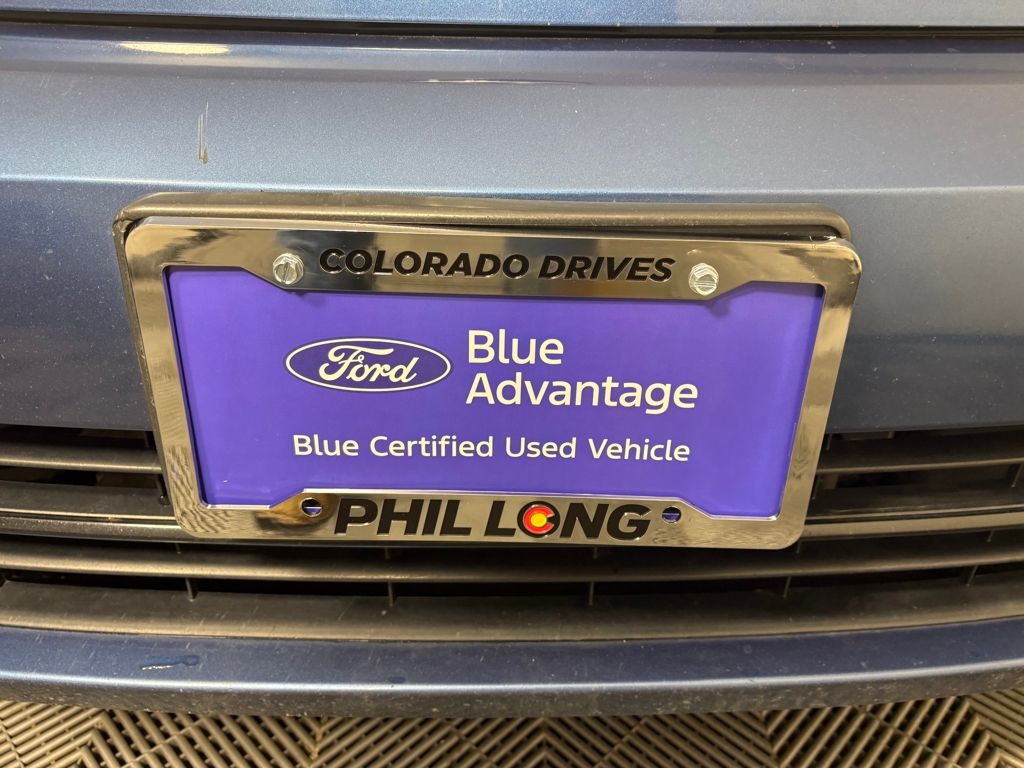 COLORADO DRIVES
Ford
Blue
Advantage
Blue Certified Used Vehicle
PHIL LONG